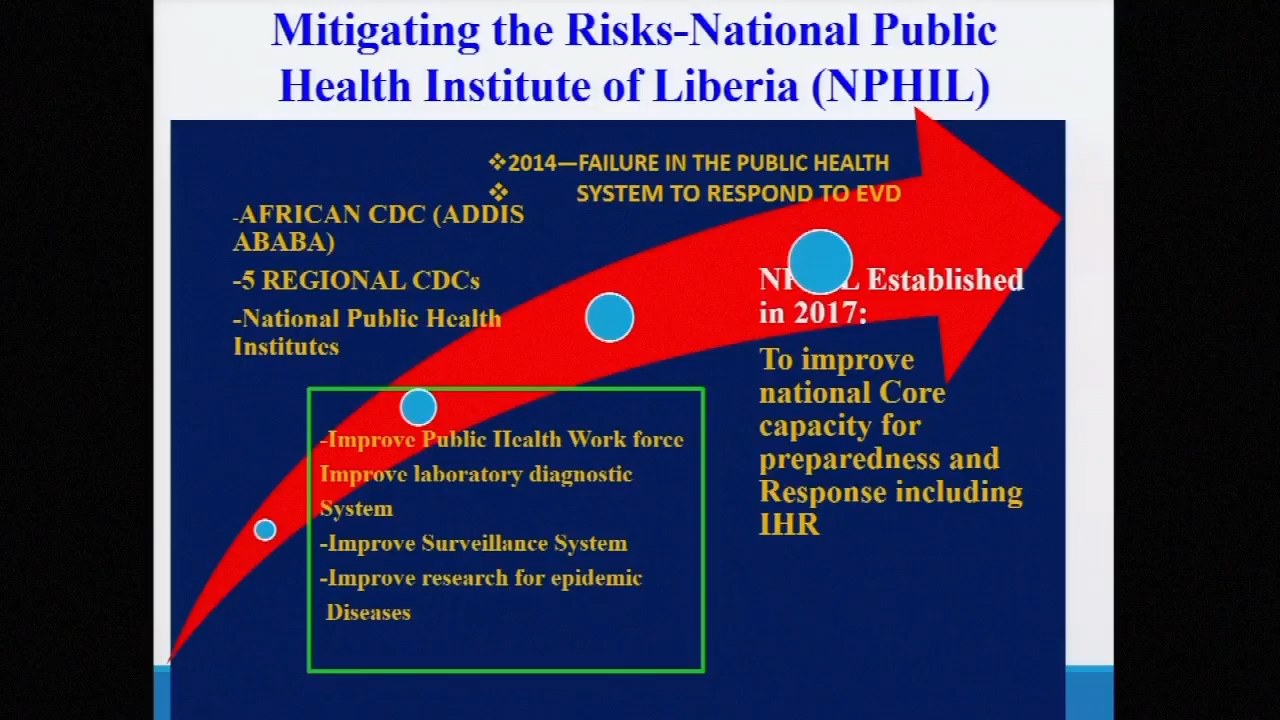 Mitigating the Risks-National Public
Health Institute of Liberia (NPHIL)
❖2014—FAILURE IN THE PUBLIC HEALTH
❖ SYSTEM TO RESPOND TO EVD
-AFRICAN CDC (ADDIS
ABABA)
-5 REGIONAL CDCs
-National Public Health
Institutes
-Improve Public Health Work force
Improve laboratory diagnostic
System
-Improve Surveillance System
-Improve research for epidemic
Diseases
NPHIL Established
in 2017:
To improve
national Core
capacity for
preparedness and
Response including
IHR